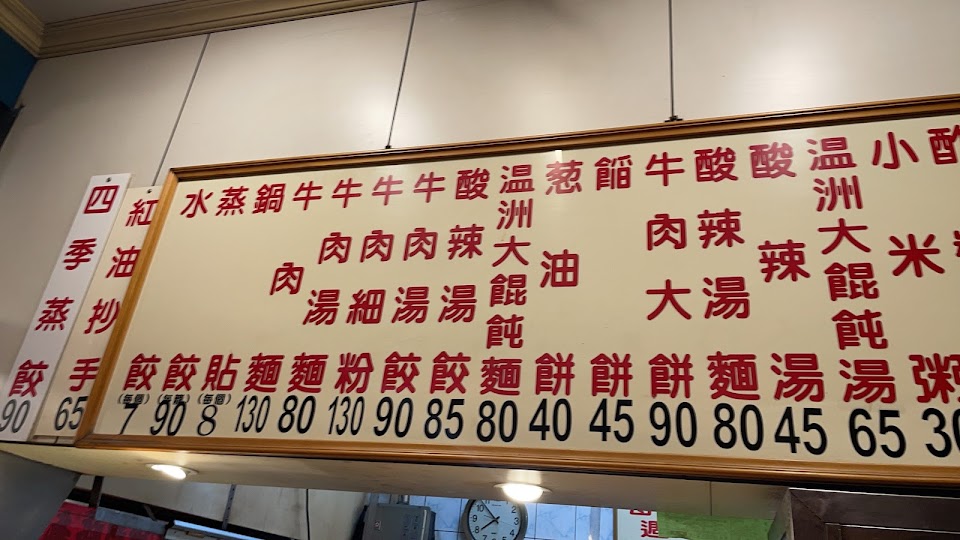 四季蒸餃
90
紅油抄手
65
水餃
(每個)
7
蒸餃
90
鍋貼
(每個)
8
牛肉麵
130
牛肉湯麵
80
牛肉細粉
130
牛肉湯餃
90
酸辣湯餃
85
温洲大餛飩麵
80
葱油餅
40
餡餅
45
牛肉大餅
90
酸辣湯麵
80
酸辣湯
45
温洲大餛飩湯
65
小米粥
30